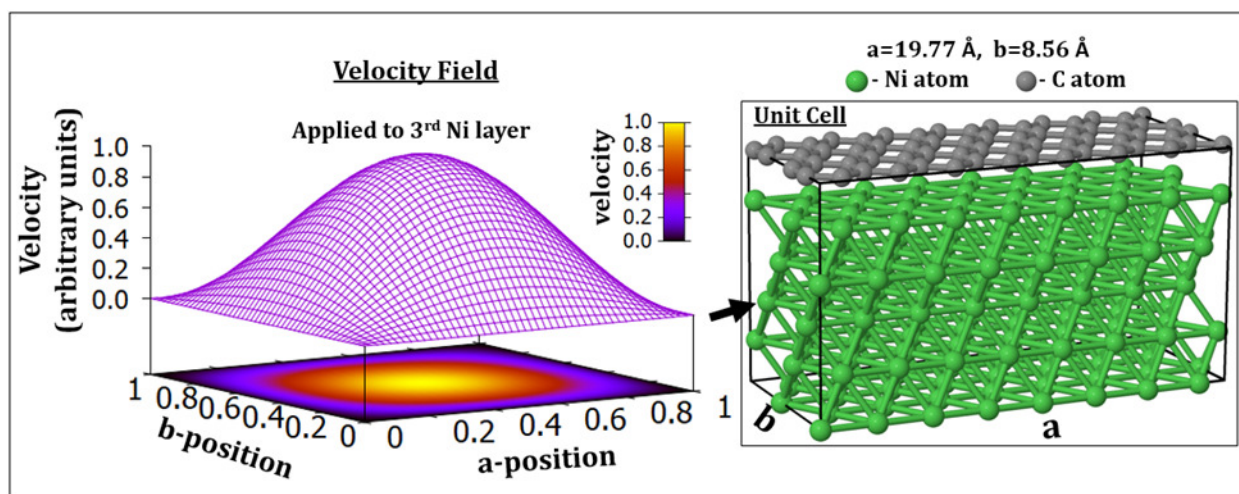 Velocity Field
Applied to 3rd Ni layer
Velocity
(arbitrary units)
1.0
0.8
0.6
0.4
0.2
0.0
velocity
1.0
0.8
0.6
0.4
0.2
0.0
1 0.8 0.6 0.4 0.2 0
b-position
0 0.2 0.4 0.6 0.8 1
a-position
a=19.77 Å, b=8.56 Å
- Ni atom - C atom
Unit Cell
b
a